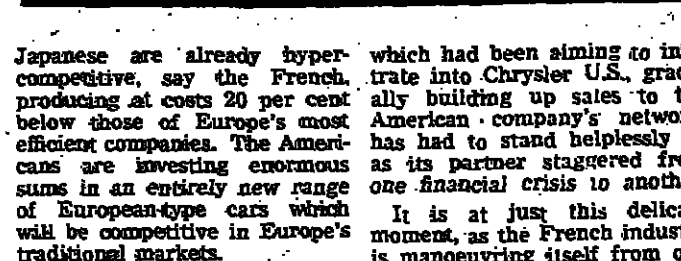 Japanese are already hyper-
competitive, say the French,
producing at costs 20 per cent
below those of Europe's most
efficient companies. The Ameri-
cans are investing enormous
sums in an entirely new range
of European-type cars which
will be competitive in Europe's
traditional markets.
which had been aiming to in
trate into Chrysler U.S., grad
ally building up sales to t
American company's networ
has had to stand helplessly
as its partner staggered fr
one financial crisis to anoth
It is at just this delica
moment, as the French indust
is manoeuvring itself from o